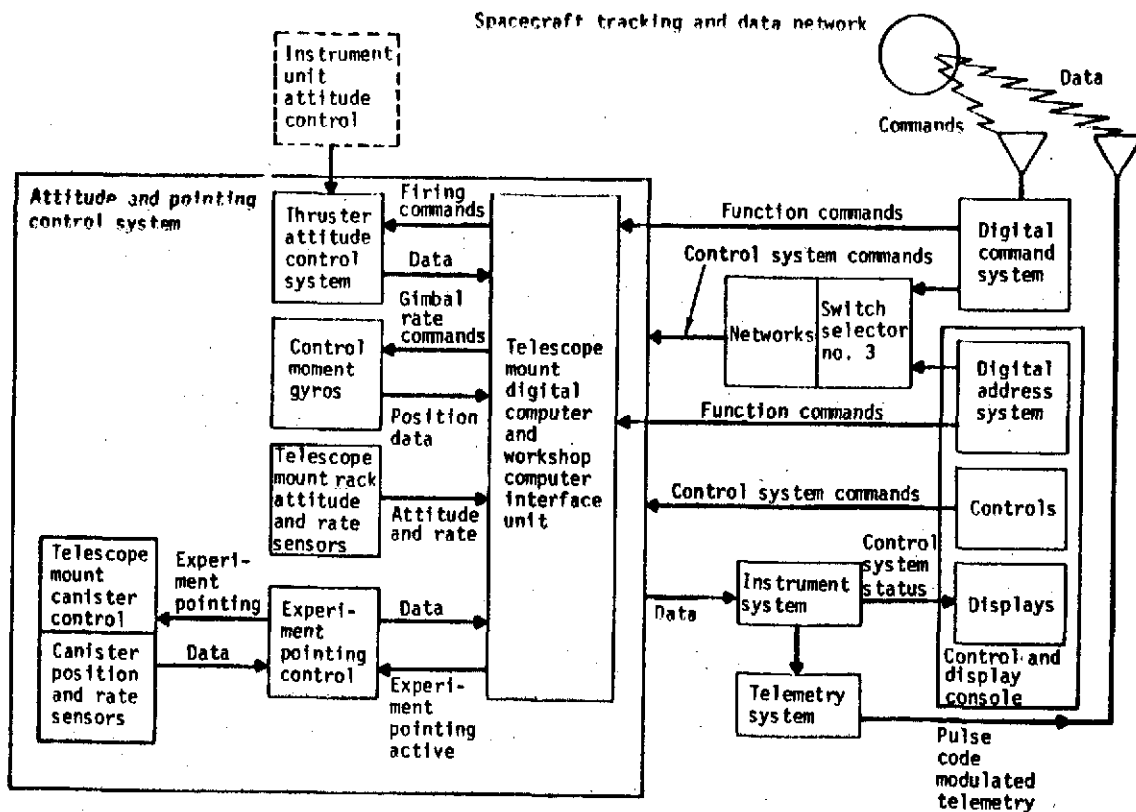 Spacecraft tracking and data network
Instrument
unit
attitude
control
Data
Commands
Attitude and pointing
control system
Thruster
attitude
control
system
Firing
commands
Data
Gimbal
rate
commands
Control
moment
gyros
Position
data
Telescope
mount rack
attitude
and rate
sensors
Attitude
and rate
Telescope
mount
canister
control
Experi-
ment
pointing
Canister
position
and rate
sensors
Data
Experi-
ment
pointing
control
Data
Experi-
ment
pointing
active
Telescope
mount
digital
computer
and
workshop
computer
interface
unit
Function commands
Control system commands
Networks
Switch
selector
no. 3
Function commands
Control system commands
Digital
command
system
Digital
address
system
Controls
Displays
Control and
display
console
Control
system
status
Data
Instrument
system
Telemetry
system
Pulse
code
modulated
telemetry